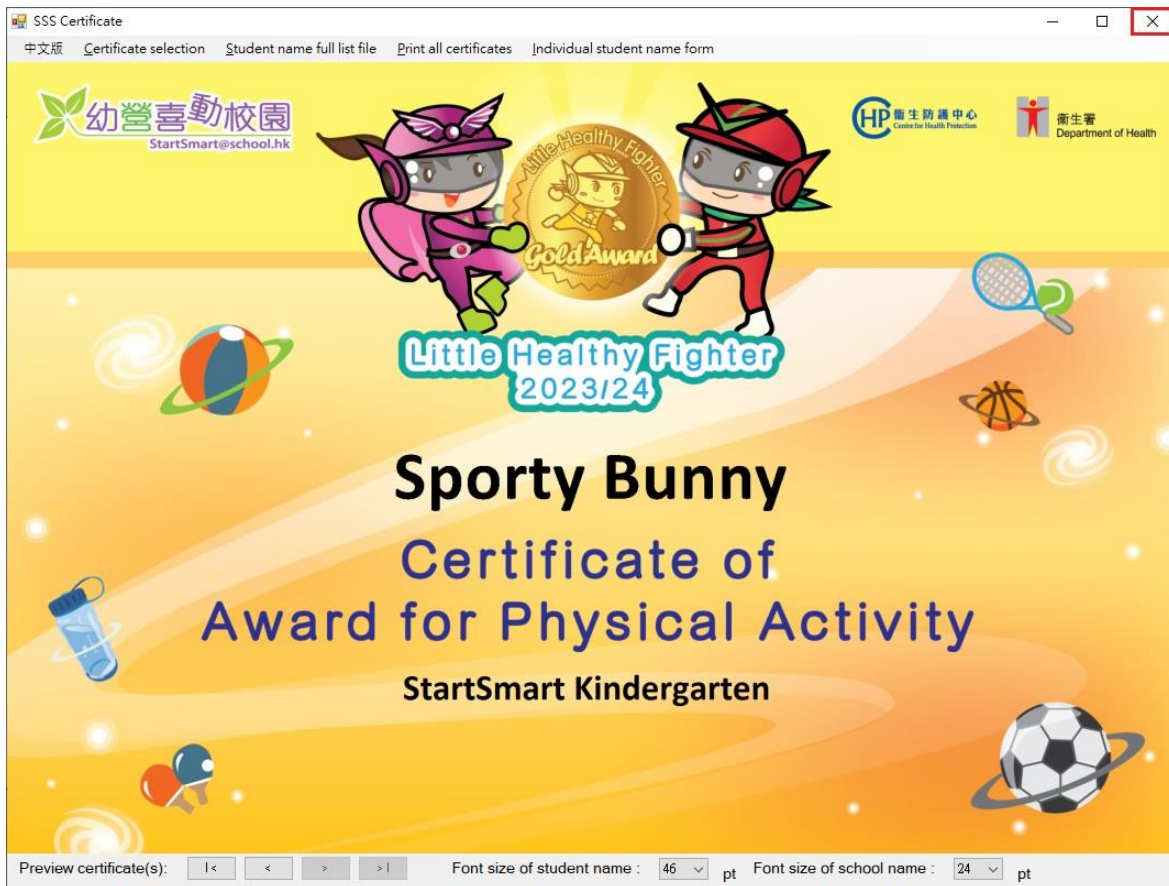 SSS Certificate
中文版 Certificate selection Student name full list file Print all certificates Individual student name form
幼營喜動校園
StartSmart@school.hk
Little Healthy Fighter
Gold Award
CHP 衞生防護中心
Centre for Health Protection
衞生署
Department of Health
Little Healthy Fighter
2023/24
Sporty Bunny
Certificate of
Award for Physical Activity
StartSmart Kindergarten
Preview certificate(s): |< < > >| Font size of student name : 46 pt Font size of school name : 24 pt